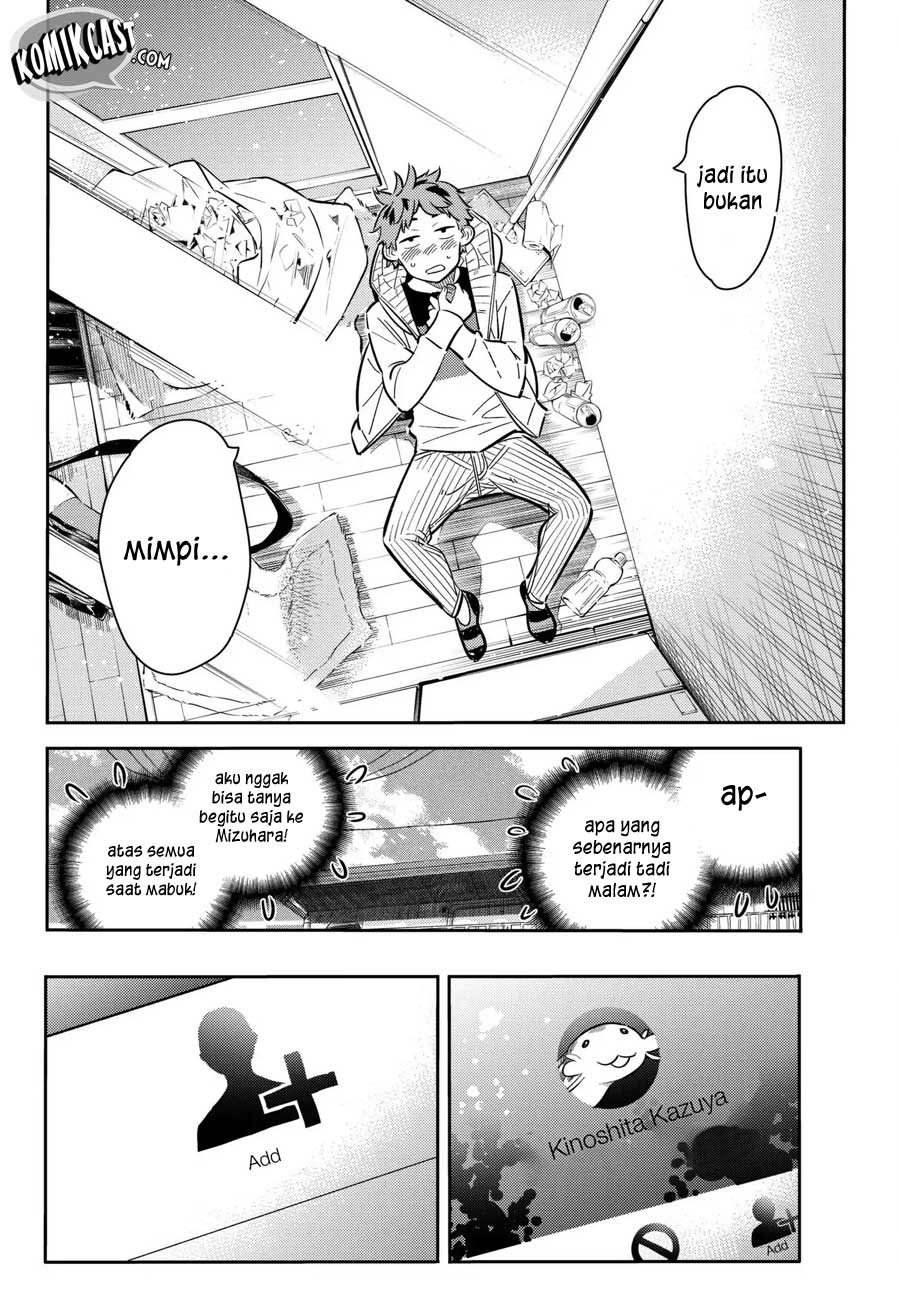 KOMIKCAST
.COM
jadi itu
bukan
mimpi...
ap-
apa yang
sebenarnya
terjadi tadi
malam?!
aku nggak
bisa tanya
begitu saja ke
Mizuhara!
atas semua
yang terjadi
saat mabuk!
Kinoshita Kazuya
Add
Add